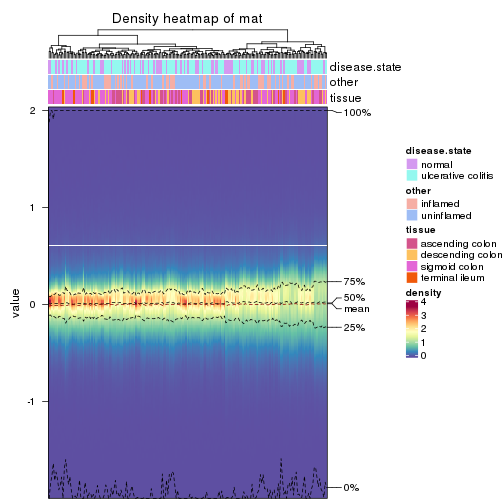 Density heatmap of mat
disease.state
other
tissue
2
1
0
-1
value
100%
75%
50%
mean
25%
0%
disease.state
normal
ulcerative colitis
other
inflamed
uninflamed
tissue
ascending colon
descending colon
sigmoid colon
terminal ileum
density
4
3
2
1
0